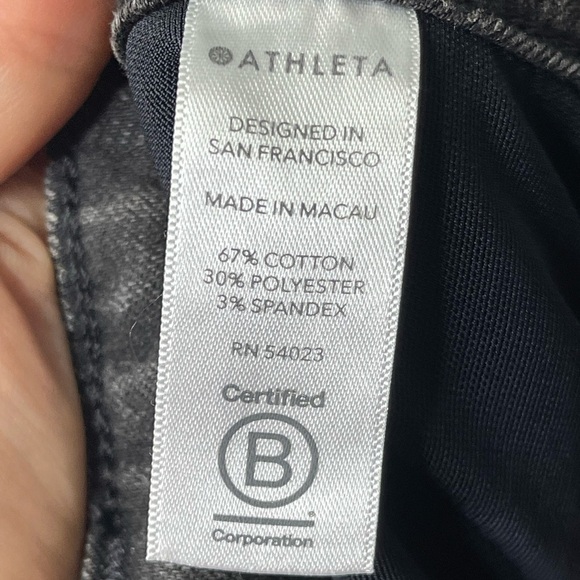 ATHLETA
DESIGNED IN
SAN FRANCISCO
MADE IN MACAU
67% COTTON
30% POLYESTER
3% SPANDEX
RN 54023
Certified
B
Corporation